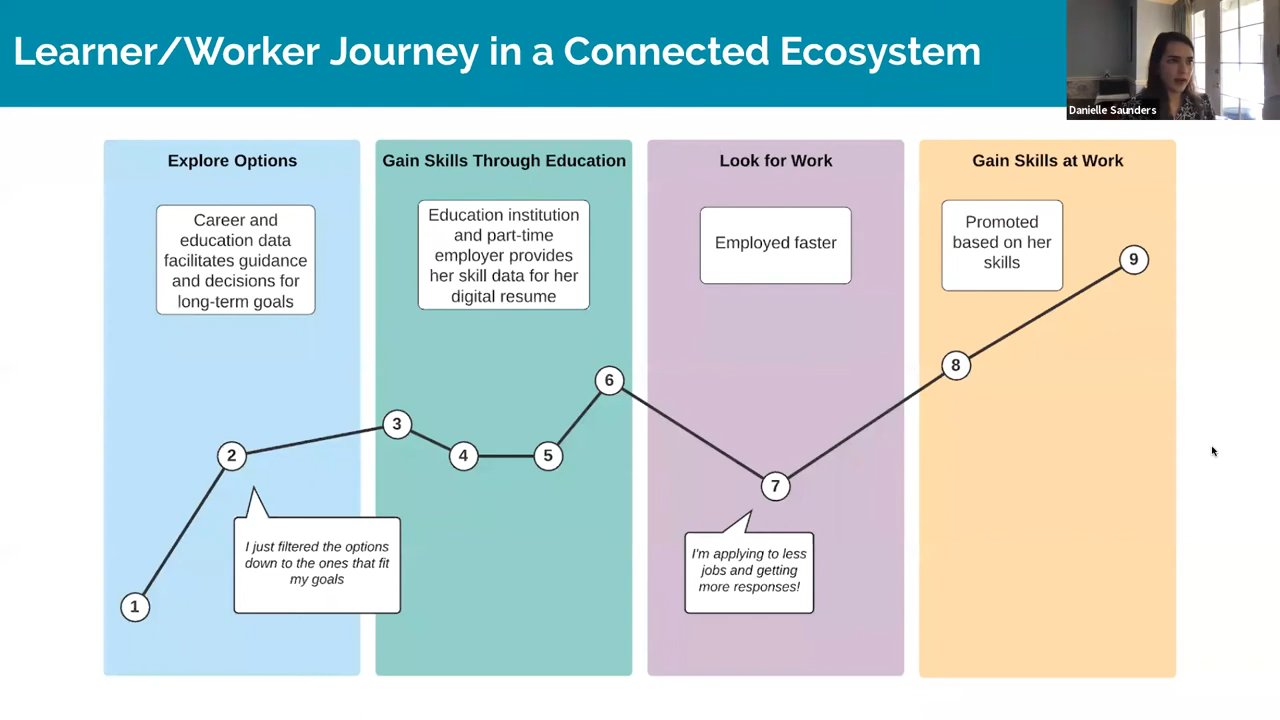 Learner/Worker Journey in a Connected Ecosystem
Danielle Saunders
Explore Options
Career and
education data
facilitates guidance
and decisions for
long-term goals
2
I just filtered the options
down to the ones that fit
my goals
1
Gain Skills Through Education
Education institution
and part-time
employer provides
her skill data for her
digital resume
3
4
5
6
Look for Work
Employed faster
7
I'm applying to less
jobs and getting
more responses!
Gain Skills at Work
Promoted
based on her
skills
8
9